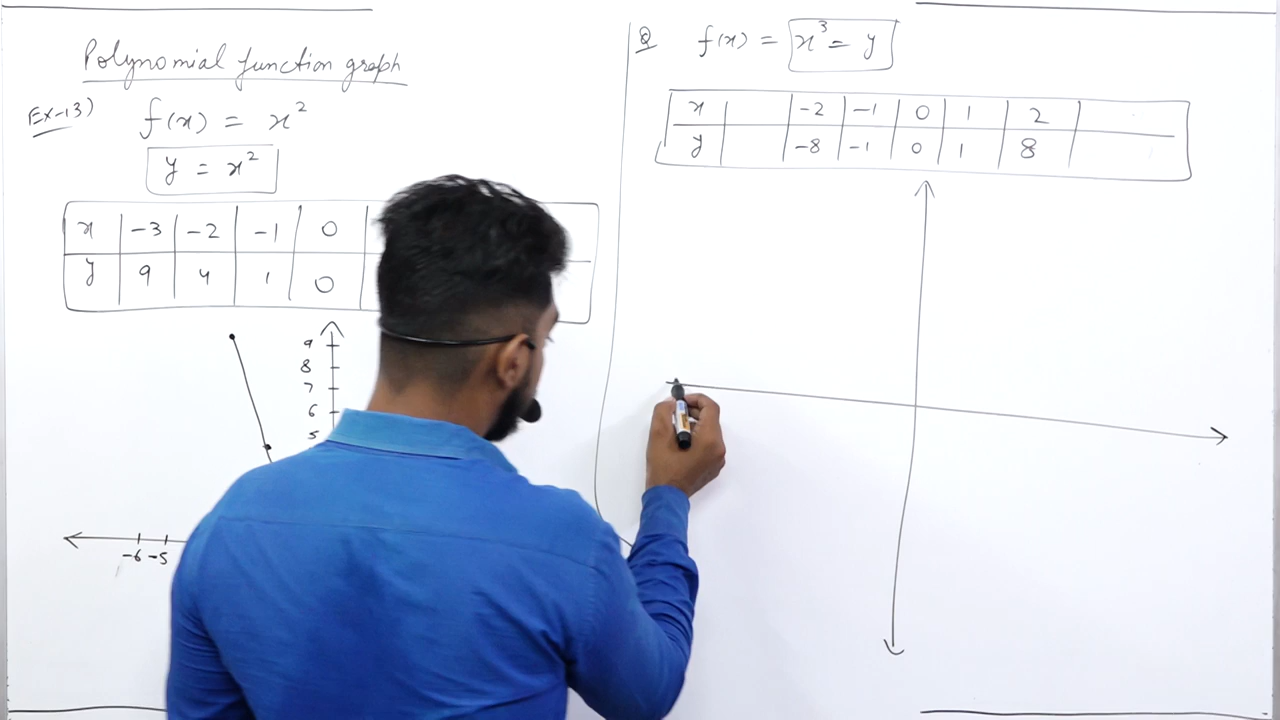 Polynomial function graph
Ex-13) f(x) = x²
y = x²
x -3 -2 -1 0
y 9 4 1 0
9
8
7
6
5
-6 -5
Q f(x) = x³ = y
x -2 -1 0 1 2
y -8 -1 0 1 8